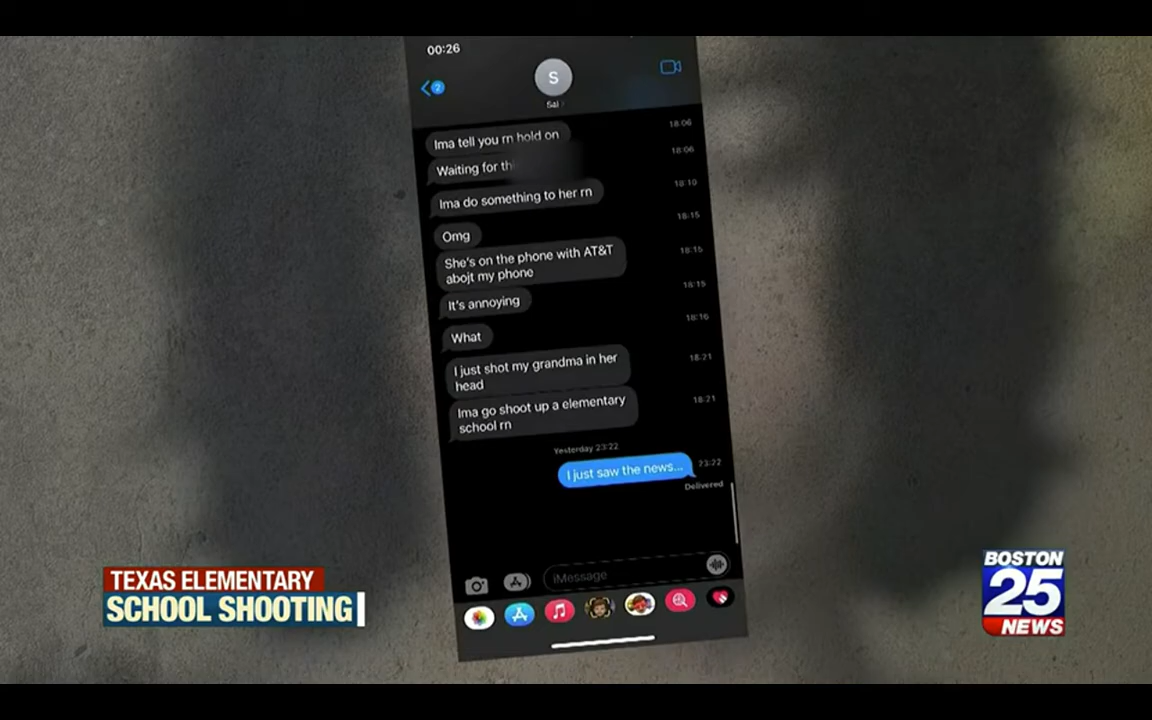 00:26
2
S
Sal
Ima tell you rn hold on
18:06
Waiting for
18:06
Ima do something to her rn
18:10
Omg
18:15
She's on the phone with AT&T
abojt my phone
18:15
It's annoying
18:15
What
18:16
I just shot my grandma in her
head
18:21
Ima go shoot up a elementary
school rn
18:21
Yesterday 23:22
I just saw the news...
23:22
Delivered
iMessage
TEXAS ELEMENTARY
SCHOOL SHOOTING
BOSTON
25
NEWS